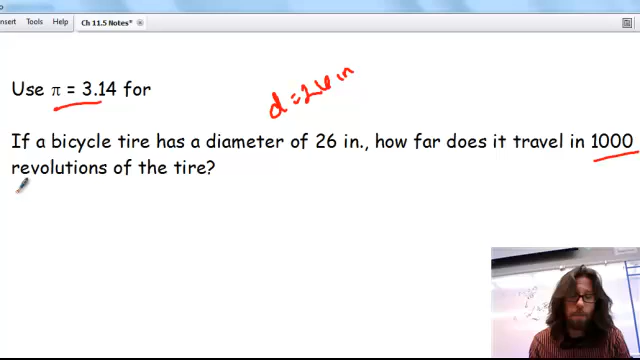 nsert Tools Help Ch 11.5 Notes*
Use π = 3.14 for
d = 26 in
If a bicycle tire has a diameter of 26 in., how far does it travel in 1000
revolutions of the tire?